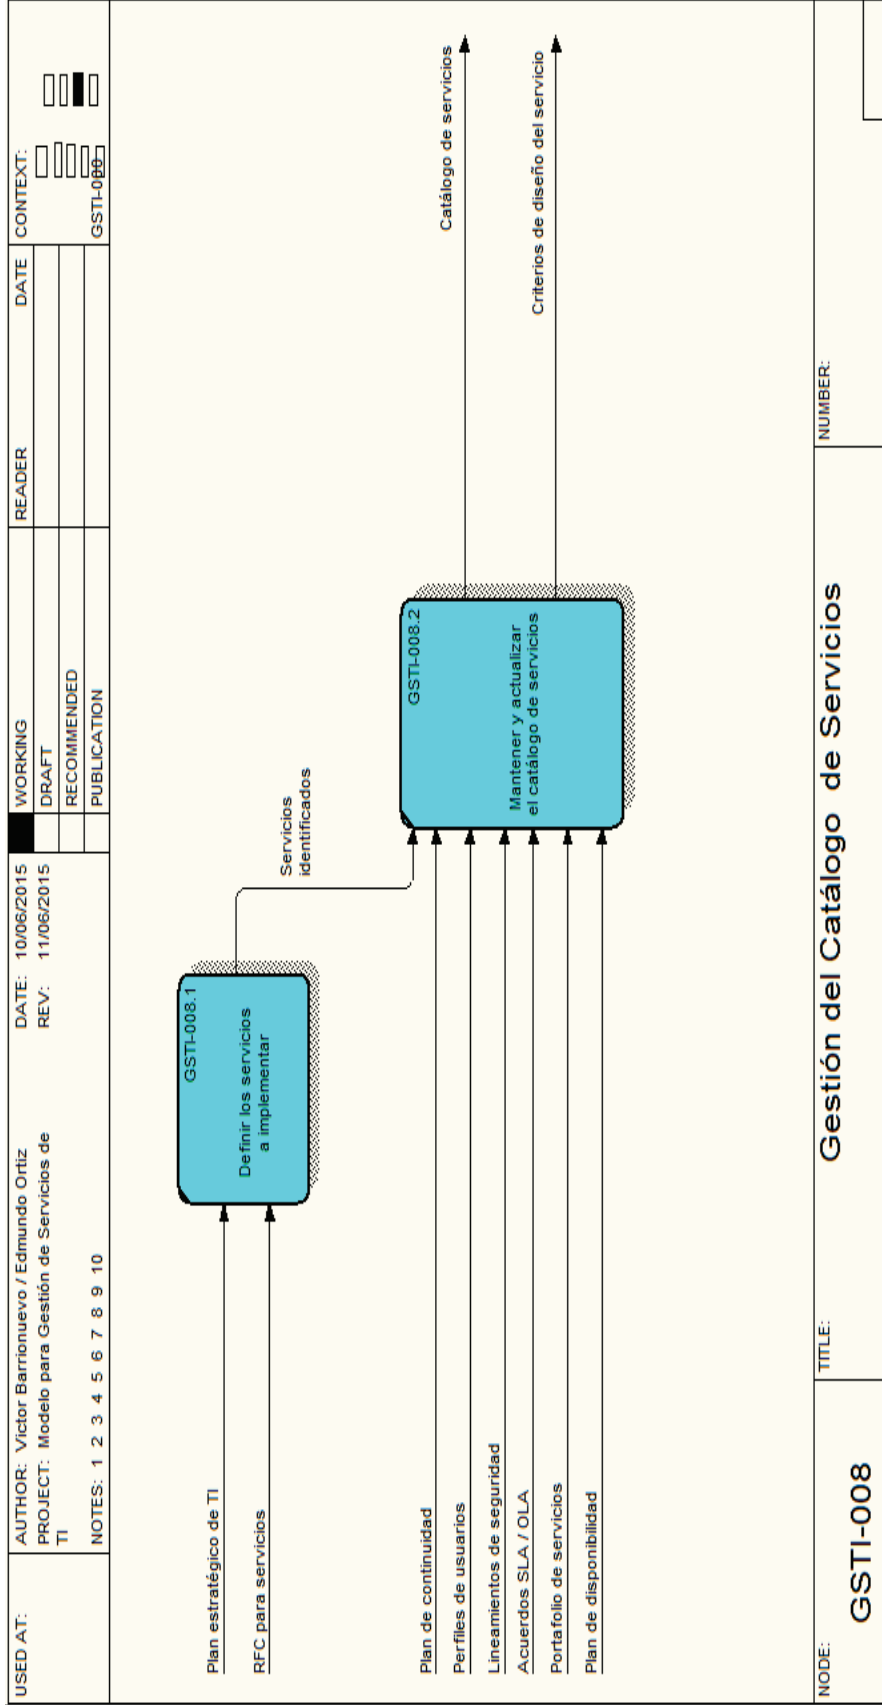 USED AT:
AUTHOR: Victor Barrionuevo / Edmundo Ortiz
PROJECT: Modelo para Gestión de Servicios de
TI
NOTES: 1 2 3 4 5 6 7 8 9 10
DATE: 10/06/2015
REV: 11/06/2015
WORKING
DRAFT
RECOMMENDED
PUBLICATION
READER
DATE
CONTEXT:
GSTI-000
Plan estratégico de TI
RFC para servicios
GSTI-008.1
Definir los servicios
a implementar
Servicios
identificados
Plan de continuidad
Perfiles de usuarios
Lineamientos de seguridad
Acuerdos SLA / OLA
Portafolio de servicios
Plan de disponibilidad
GSTI-008.2
Mantener y actualizar
el catálogo de servicios
Catálogo de servicios
Criterios de diseño del servicio
NODE:
GSTI-008
TITLE:
Gestión del Catálogo de Servicios
NUMBER: